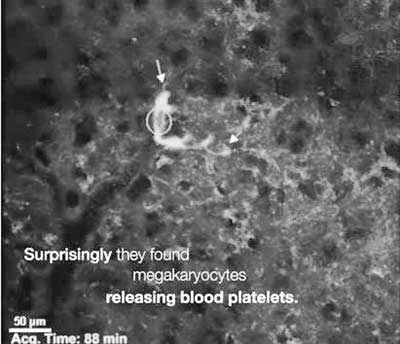 Surprisingly they found
megakaryocytes
releasing blood platelets.
50 µm
Acq. Time: 88 min